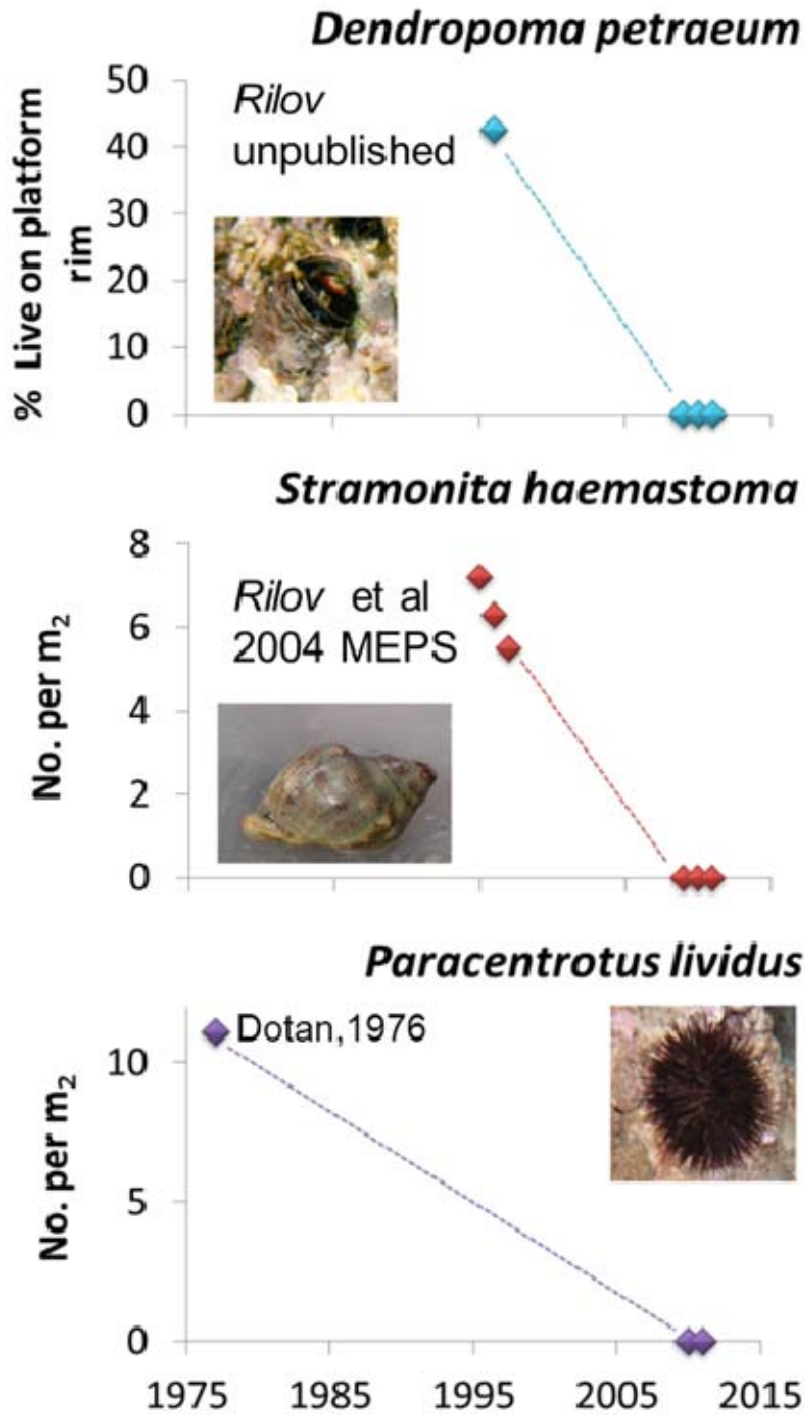 Dendropoma petraeum
% Live on platform
rim
50
40
30
20
10
0
Rilov
unpublished
Stramonita haemastoma
No. per m2
8
6
4
2
0
Rilov et al
2004 MEPS
Paracentrotus lividus
No. per m2
10
5
0
Dotan,1976
1975 1985 1995 2005 2015